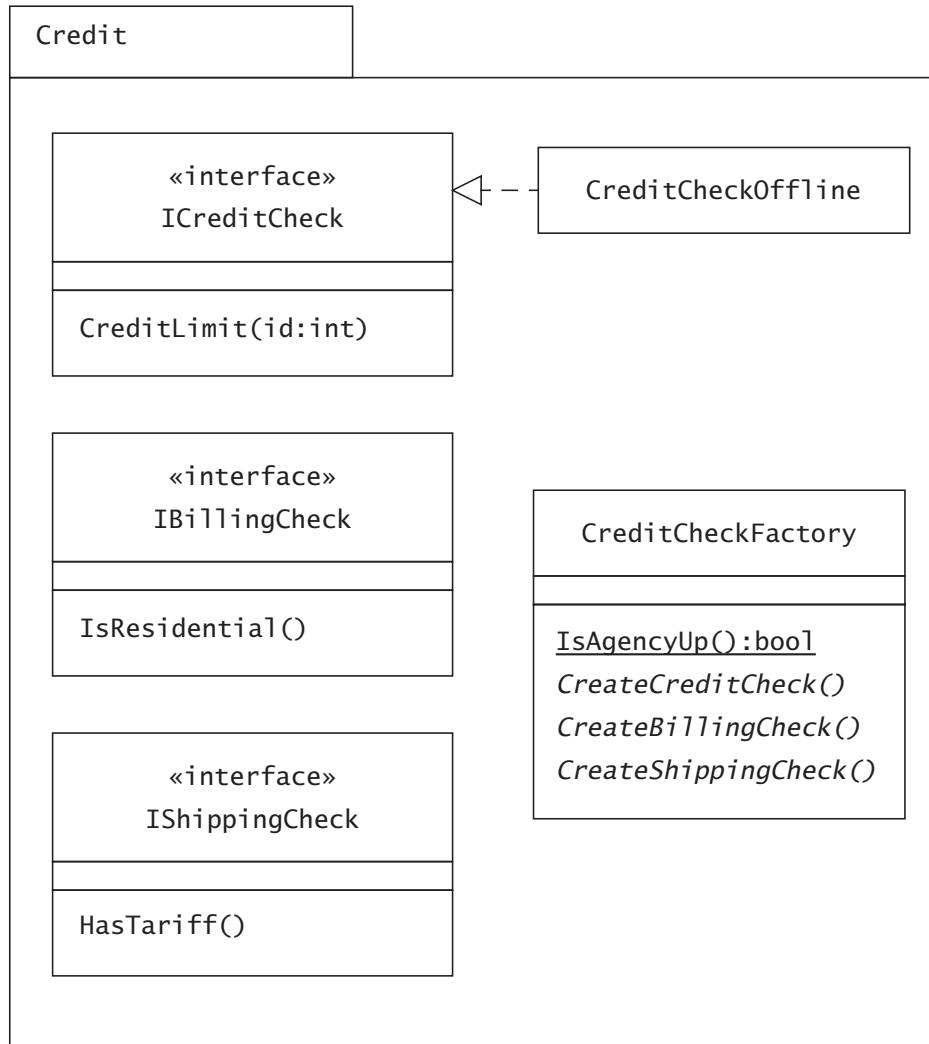 Credit
«interface»
ICreditCheck
CreditLimit(id:int)
CreditCheckOffline
«interface»
IBillingCheck
IsResidential()
CreditCheckFactory
IsAgencyUp():bool
CreateCreditCheck()
CreateBillingCheck()
CreateShippingCheck()
«interface»
IShippingCheck
HasTariff()